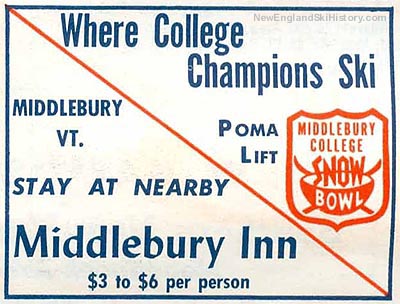 NewEnglandSkiHistory.com
Where College
Champions Ski
MIDDLEBURY
VT.
POMA
LIFT
MIDDLEBURY
COLLEGE
SNOW
BOWL
STAY AT NEARBY
Middlebury Inn
$3 to $6 per person